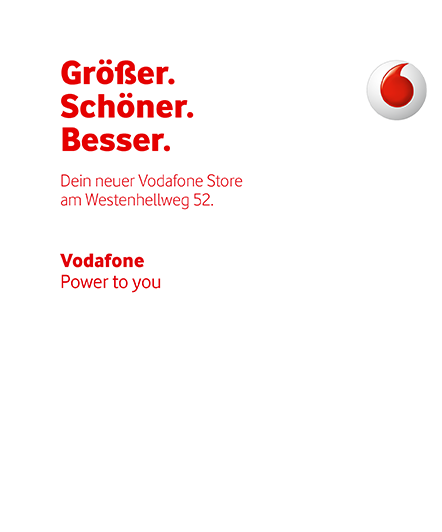 Größer.
Schöner.
Besser.
Dein neuer Vodafone Store
am Westenhellweg 52.
Vodafone
Power to you